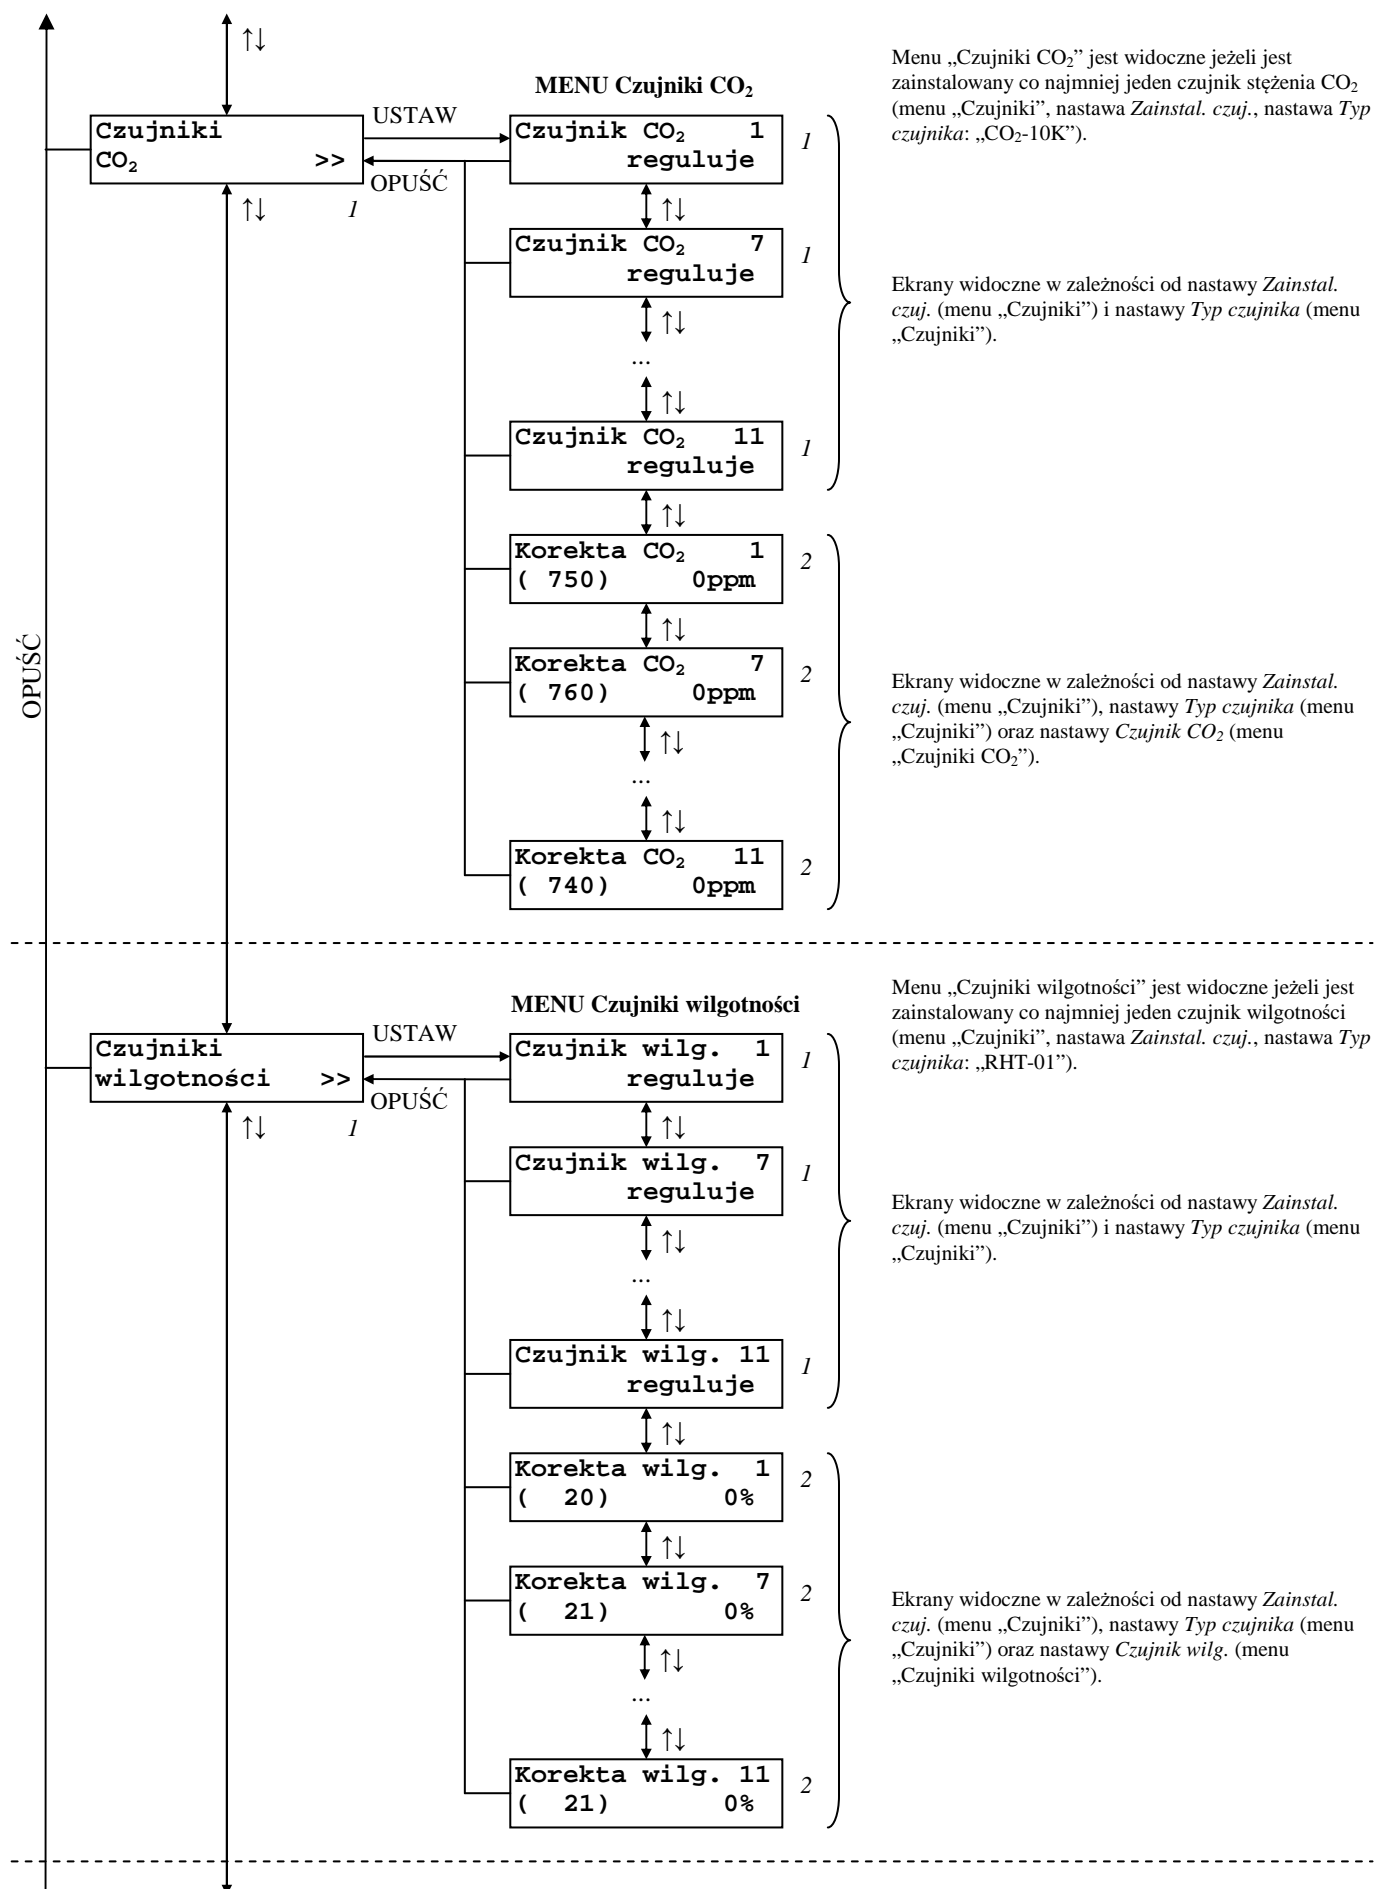 ↑↓
MENU Czujniki CO₂
Menu „Czujniki CO₂” jest widoczne jeżeli jest
zainstalowany co najmniej jeden czujnik stężenia CO₂
(menu „Czujniki”, nastawa Zainstal. czuj., nastawa Typ
czujnika: „CO₂-10K”).
Czujniki
CO₂ >>
1
↑↓
USTAW
OPUŚĆ
Czujnik CO₂ 1
reguluje
1
↑↓
Czujnik CO₂ 7
reguluje
1
↑↓
...
↑↓
Czujnik CO₂ 11
reguluje
1
Ekrany widoczne w zależności od nastawy Zainstal.
czuj. (menu „Czujniki”) i nastawy Typ czujnika (menu
„Czujniki”).
↑↓
Korekta CO₂ 1
( 750) 0ppm
2
↑↓
Korekta CO₂ 7
( 760) 0ppm
2
↑↓
...
↑↓
Korekta CO₂ 11
( 740) 0ppm
2
Ekrany widoczne w zależności od nastawy Zainstal.
czuj. (menu „Czujniki”), nastawy Typ czujnika (menu
„Czujniki”) oraz nastawy Czujnik CO₂ (menu
„Czujniki CO₂”).
OPUŚĆ
MENU Czujniki wilgotności
Menu „Czujniki wilgotności” jest widoczne jeżeli jest
zainstalowany co najmniej jeden czujnik wilgotności
(menu „Czujniki”, nastawa Zainstal. czuj., nastawa Typ
czujnika: „RHT-01”).
Czujniki
wilgotności >>
1
↑↓
USTAW
OPUŚĆ
Czujnik wilg. 1
reguluje
1
↑↓
Czujnik wilg. 7
reguluje
1
↑↓
...
↑↓
Czujnik wilg. 11
reguluje
1
Ekrany widoczne w zależności od nastawy Zainstal.
czuj. (menu „Czujniki”) i nastawy Typ czujnika (menu
„Czujniki”).
↑↓
Korekta wilg. 1
( 20) 0%
2
↑↓
Korekta wilg. 7
( 21) 0%
2
↑↓
...
↑↓
Korekta wilg. 11
( 21) 0%
2
Ekrany widoczne w zależności od nastawy Zainstal.
czuj. (menu „Czujniki”), nastawy Typ czujnika (menu
„Czujniki”) oraz nastawy Czujnik wilg. (menu
„Czujniki wilgotności”).